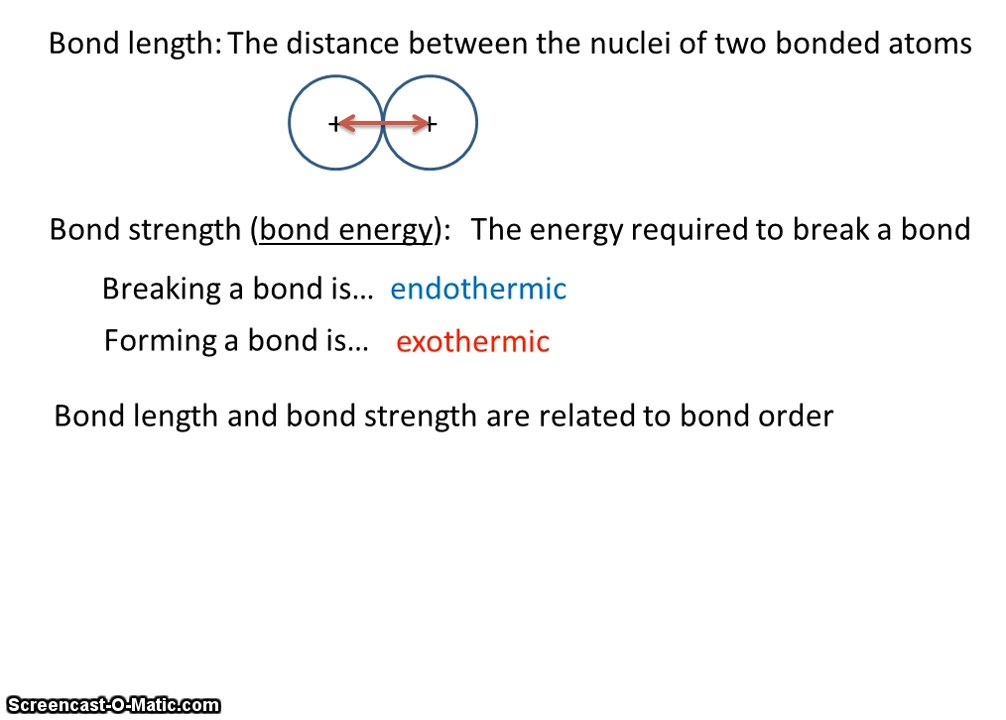 Bond length: The distance between the nuclei of two bonded atoms
+ +
Bond strength (bond energy): The energy required to break a bond
Breaking a bond is... endothermic
Forming a bond is... exothermic
Bond length and bond strength are related to bond order
Screencast-O-Matic.com